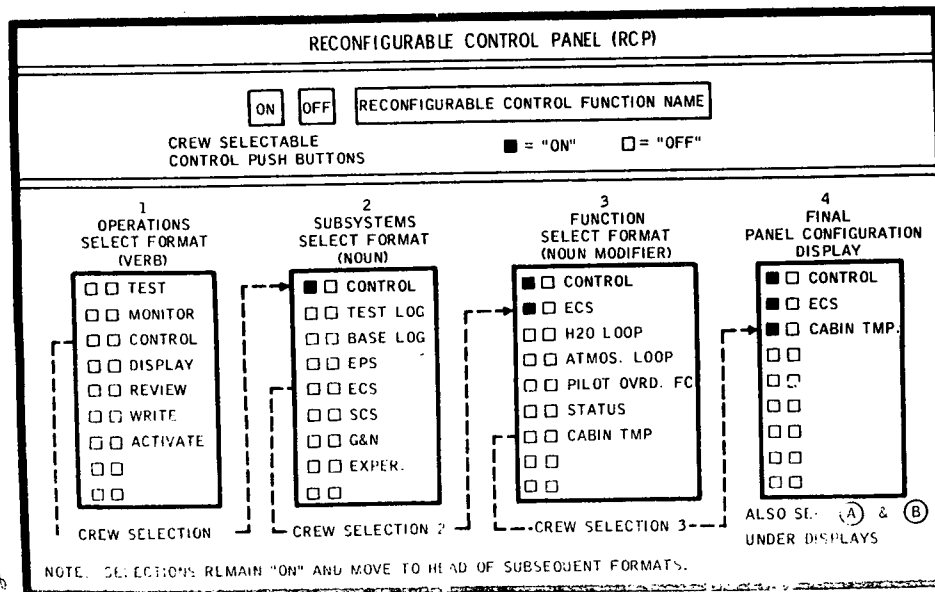 RECONFIGURABLE CONTROL PANEL (RCP)
ON OFF RECONFIGURABLE CONTROL FUNCTION NAME
CREW SELECTABLE
CONTROL PUSH BUTTONS
■ = "ON" □ = "OFF"
1
OPERATIONS
SELECT FORMAT
(VERB)
TEST
MONITOR
CONTROL
DISPLAY
REVIEW
WRITE
ACTIVATE
CREW SELECTION
2
SUBSYSTEMS
SELECT FORMAT
(NOUN)
CONTROL
TEST LOG
BASE LOG
EPS
ECS
SCS
G&N
EXPER.
CREW SELECTION 2
3
FUNCTION
SELECT FORMAT
(NOUN MODIFIER)
CONTROL
ECS
H2O LOOP
ATMOS. LOOP
PILOT OVRD. FC
STATUS
CABIN TMP
CREW SELECTION 3
4
FINAL
PANEL CONFIGURATION
DISPLAY
CONTROL
ECS
CABIN TMP.
ALSO (A) & (B)
UNDER DISPLAYS
NOTE. SELECTIONS REMAIN "ON" AND MOVE TO HEAD OF SUBSEQUENT FORMATS.